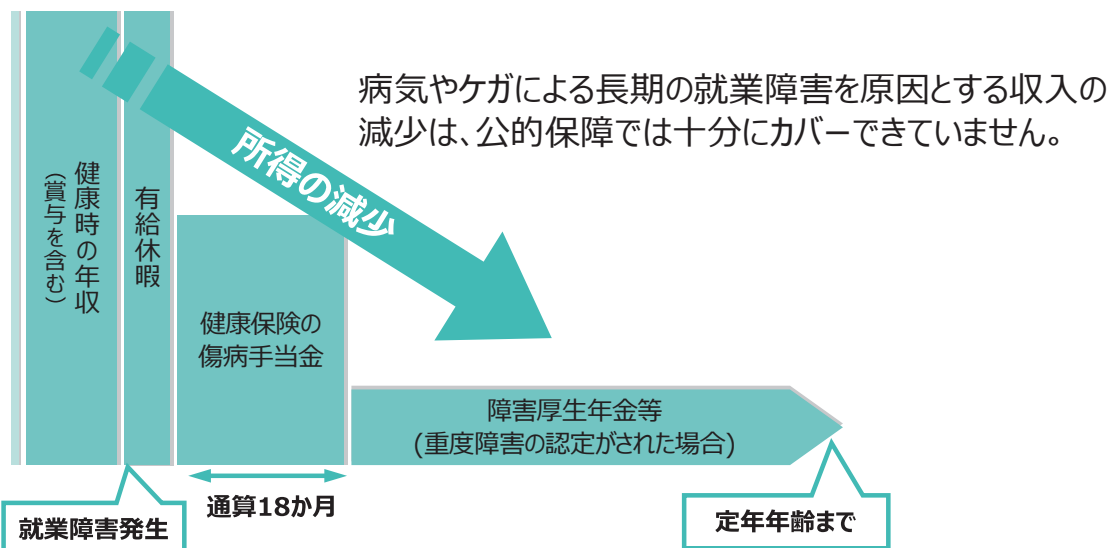 病気やケガによる長期の就業障害を原因とする収入の
減少は、公的保障では十分にカバーできていません。
所得の減少
健康時の年収
(賞与を含む)
有給休暇
健康保険の
傷病手当金
障害厚生年金等
(重度障害の認定がされた場合)
通算18か月
就業障害発生
定年年齢まで